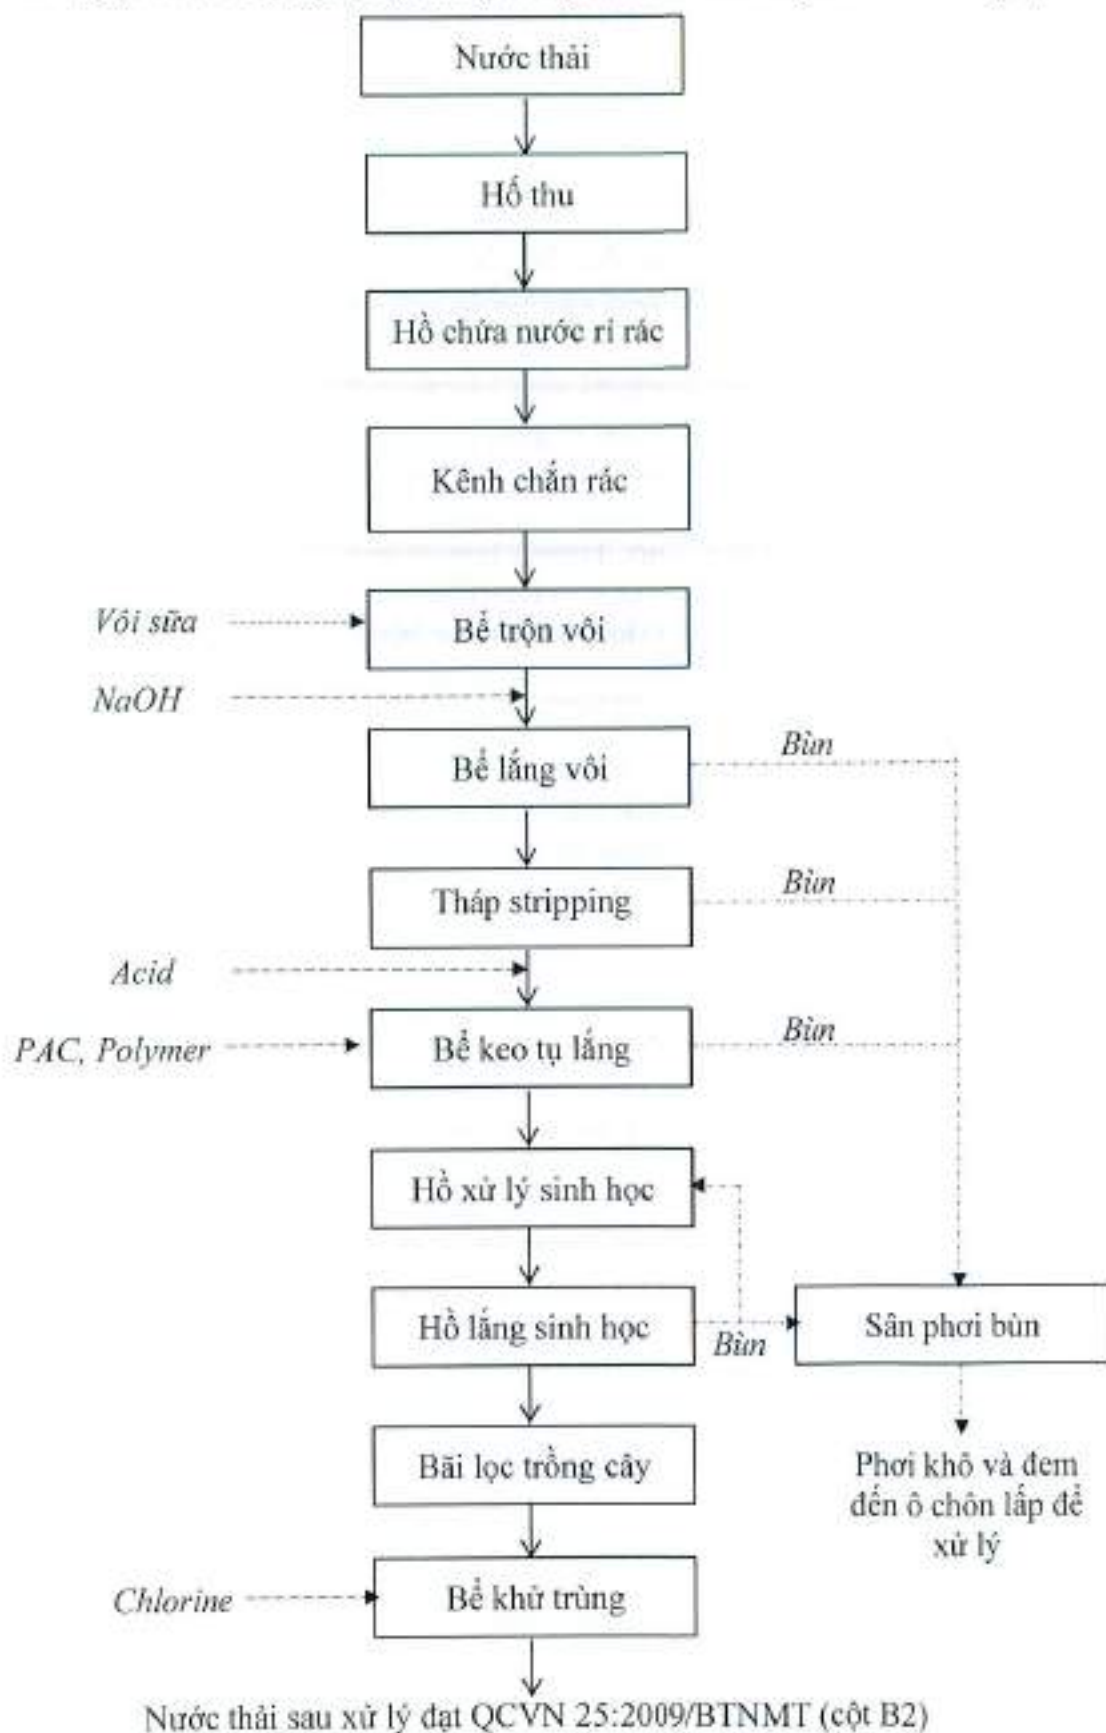 Nước thải
Hố thu
Hồ chứa nước rỉ rác
Kênh chắn rác
Vôi sữa
Bể trộn vôi
NaOH
Bể lắng vôi
Bùn
Tháp stripping
Bùn
Acid
PAC, Polymer
Bể keo tụ lắng
Bùn
Hồ xử lý sinh học
Hồ lắng sinh học
Bùn
Sân phơi bùn
Bãi lọc trồng cây
Phơi khô và đem
đến ô chôn lấp để
xử lý
Chlorine
Bể khử trùng
Nước thải sau xử lý đạt QCVN 25:2009/BTNMT (cột B2)